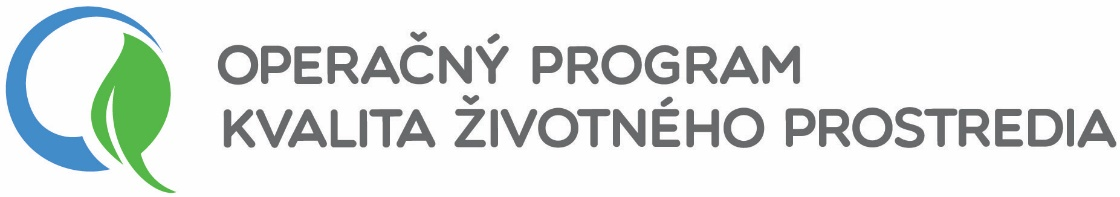 OPERAČNÝ PROGRAM
KVALITA ŽIVOTNÉHO PROSTREDIA